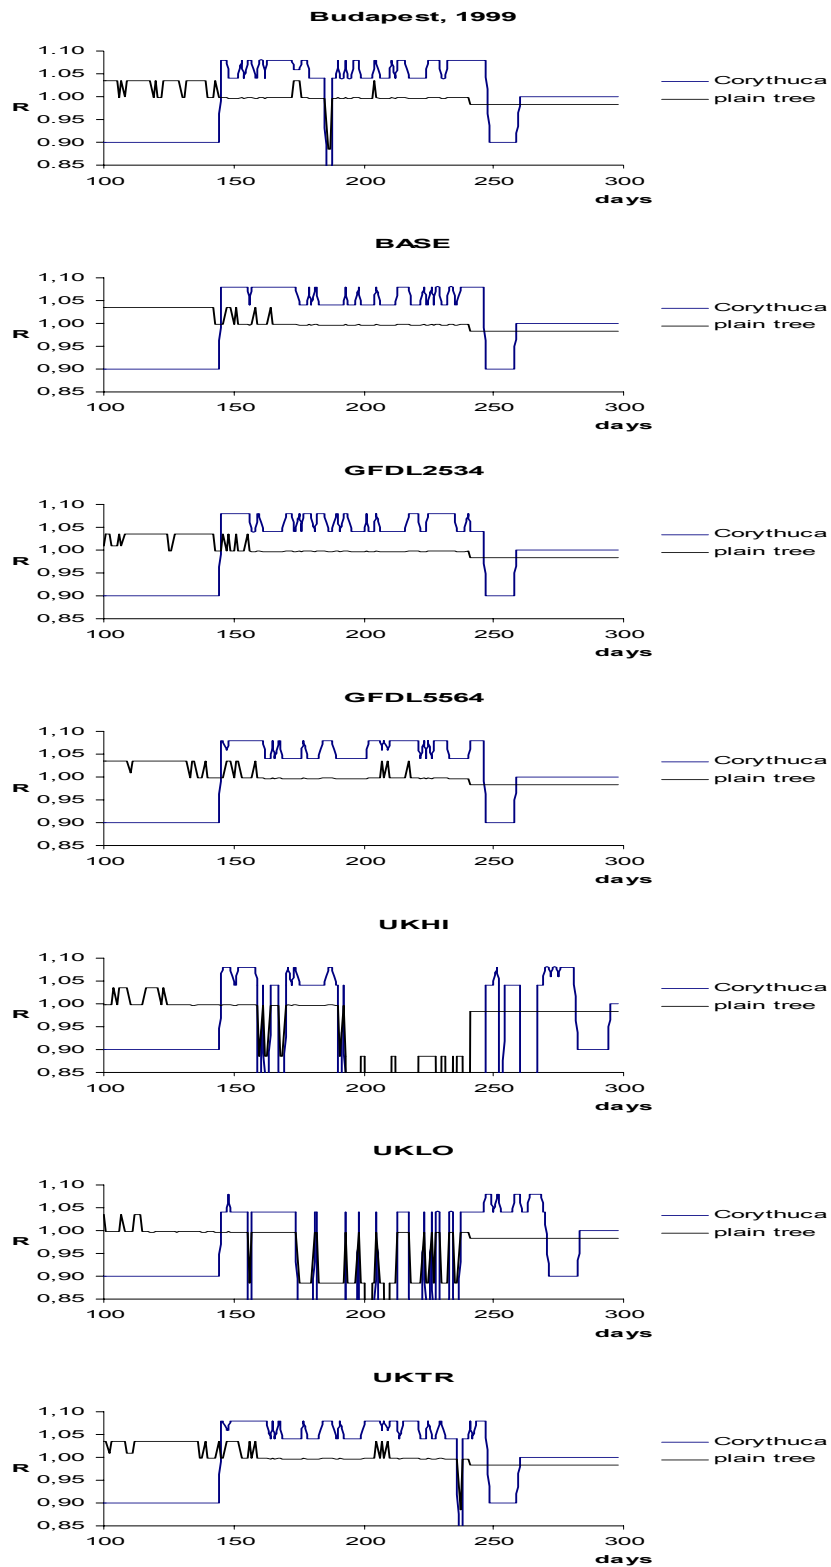 Budapest, 1999
1.10
1.05
1.00
R
0.90
0.85
100 150 200 250 300
days
Corythuca
plain tree
BASE
1,10
1,05
1,00
R
0,95
0,90
0,85
100 150 200 250 300
days
Corythuca
plain tree
GFDL2534
1,10
1,05
1,00
R
0,95
0,90
0,85
100 150 200 250 300
days
Corythuca
plain tree
GFDL5564
1,10
1,05
1,00
R
0,95
0,90
0,85
100 150 200 250 300
days
Corythuca
plain tree
UKHI
1,10
1,05
1,00
R
0,95
0,90
0,85
100 150 200 250 300
days
Corythuca
plain tree
UKLO
1,10
1,05
1,00
R
0,95
0,90
0,85
100 150 200 250 300
days
Corythuca
plain tree
UKTR
1,10
1,05
1,00
R
0,95
0,90
0,85
100 150 200 250 300
days
Corythuca
plain tree